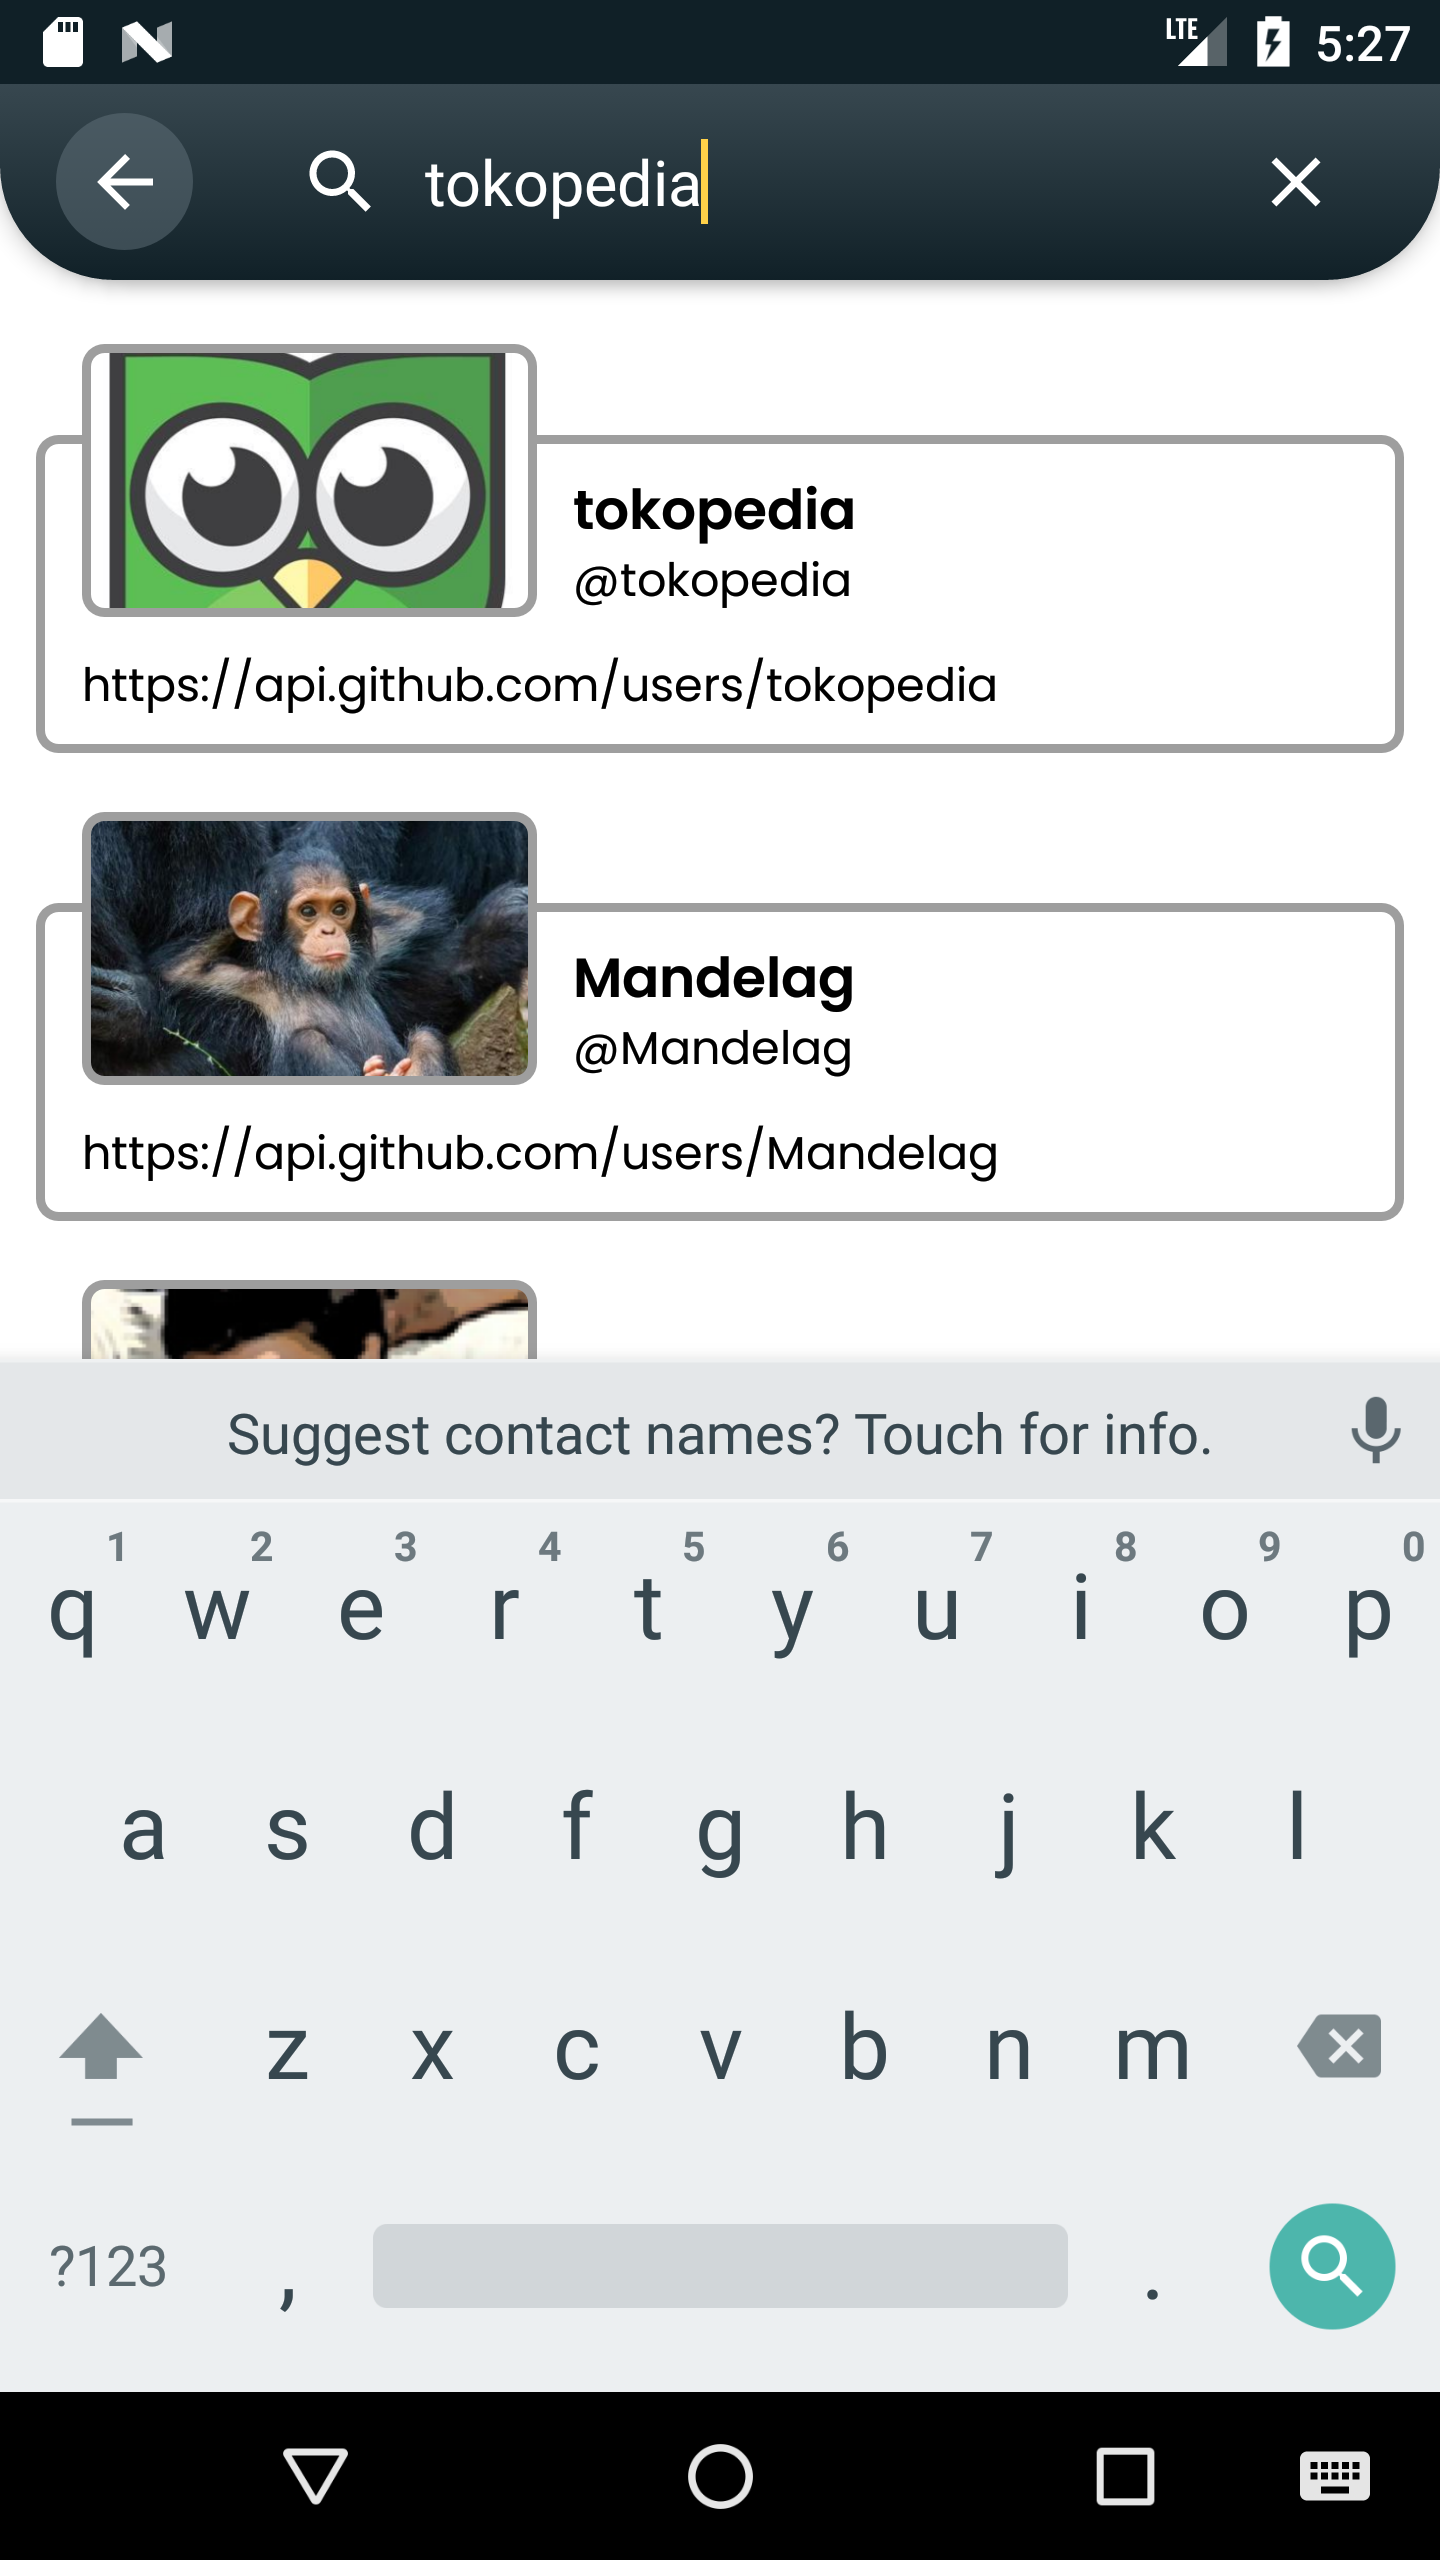 LTE 5:27
tokopedia
tokopedia
@tokopedia
https://api.github.com/users/tokopedia
Mandelag
@Mandelag
https://api.github.com/users/Mandelag
Suggest contact names? Touch for info.
1 2 3 4 5 6 7 8 9 0
q w e r t y u i o p
a s d f g h j k l
z x c v b n m
?123 , .